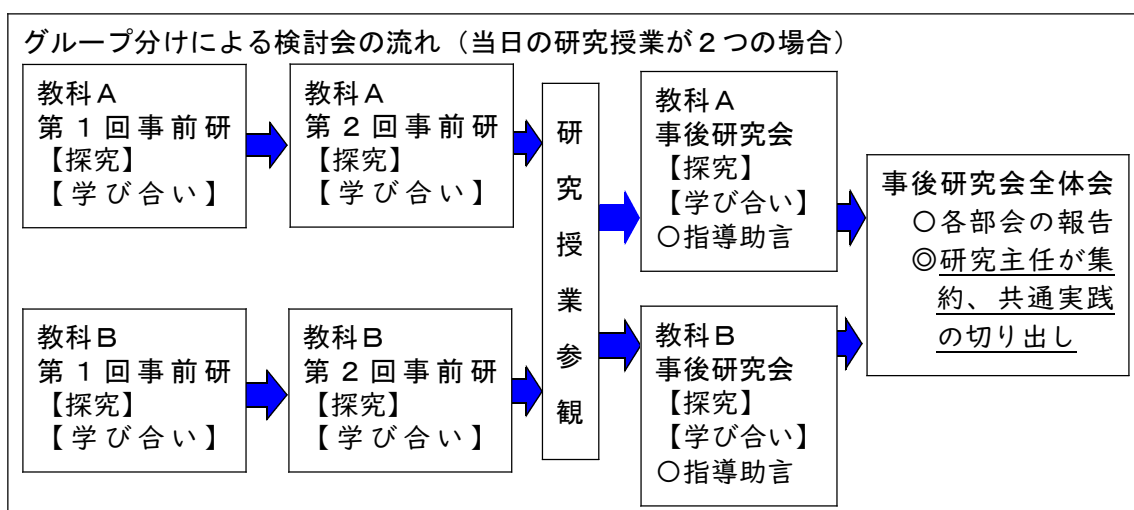 グループ分けによる検討会の流れ（当日の研究授業が２つの場合）
教科Ａ
第１回事前研
【探究】
【学び合い】
教科Ａ
第２回事前研
【探究】
【学び合い】
教科Ｂ
第１回事前研
【探究】
【学び合い】
教科Ｂ
第２回事前研
【探究】
【学び合い】
研究授業参観
教科Ａ
事後研究会
【探究】
【学び合い】
○指導助言
教科Ｂ
事後研究会
【探究】
【学び合い】
○指導助言
事後研究会全体会
○各部会の報告
◎研究主任が集
約、共通実践
の切り出し